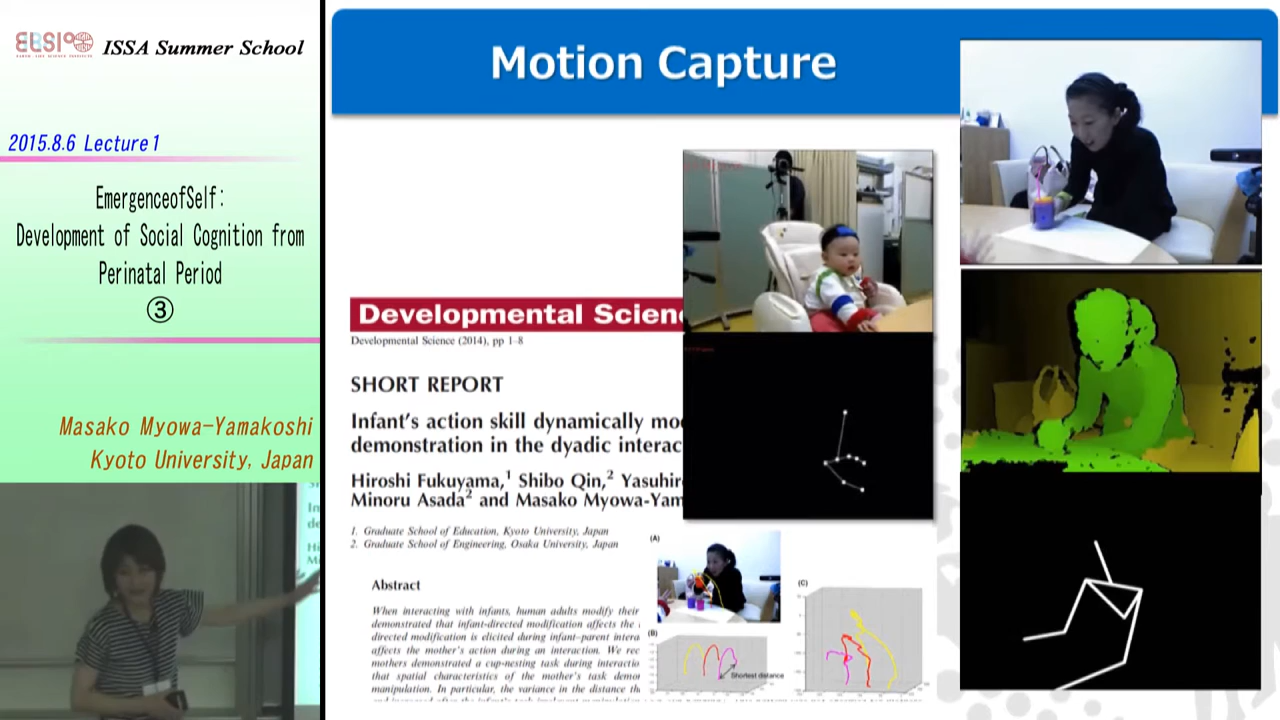 ELSI
ISSA Summer School
2015.8.6 Lecture1
EmergenceofSelf:
Development of Social Cognition from
Perinatal Period
③
Masako Myowa-Yamakoshi
Kyoto University, Japan
Motion Capture
Developmental Scien
Developmental Science (2014), pp 1–8
SHORT REPORT
Infant's action skill dynamically mo
demonstration in the dyadic interac
Hiroshi Fukuyama,1 Shibo Qin,2 Yasuhir
Minoru Asada2 and Masako Myowa-Yam
1. Graduate School of Education, Kyoto University, Japan
2. Graduate School of Engineering, Osaka University, Japan
Abstract
When interacting with infants, human adults modify their
demonstrated that infant-directed modification affects the
directed modification is elicited during infant-parent intera
affects the mother's action during an interaction. We rec
mothers demonstrated a cup-nesting task during interactio
that spatial characteristics of the mother's task demo
manipulation. In particular, the variance in the distance th
(A)
(B)
Shortest distance
(C)